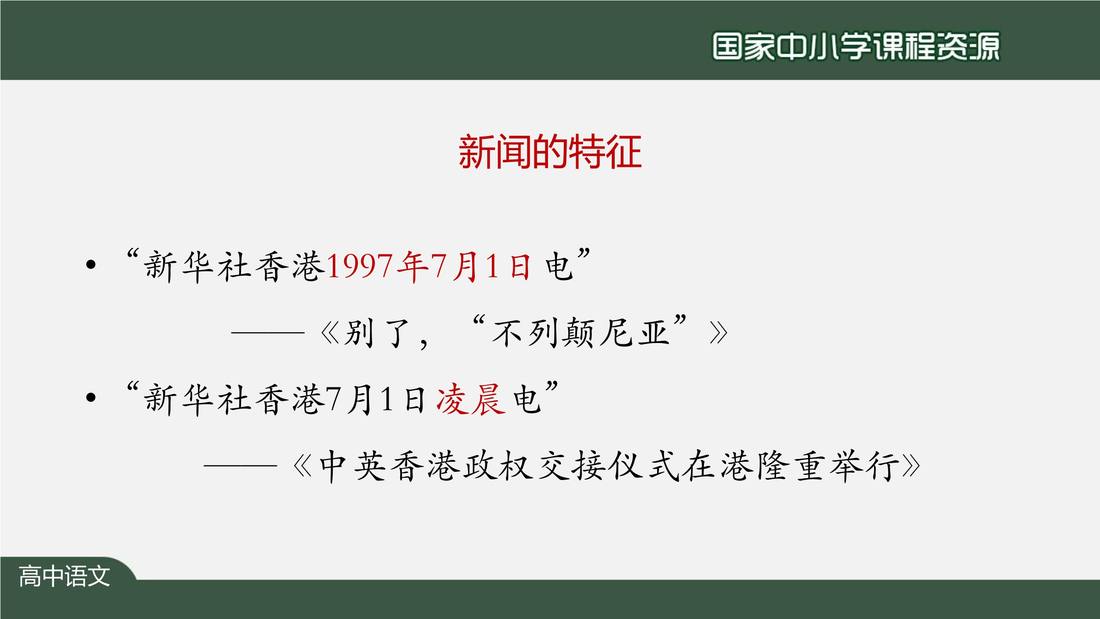 国家中小学课程资源
新闻的特征
• “新华社香港1997年7月1日电”
——《别了，“不列颠尼亚”》
• “新华社香港7月1日凌晨电”
——《中英香港政权交接仪式在港隆重举行》
高中语文